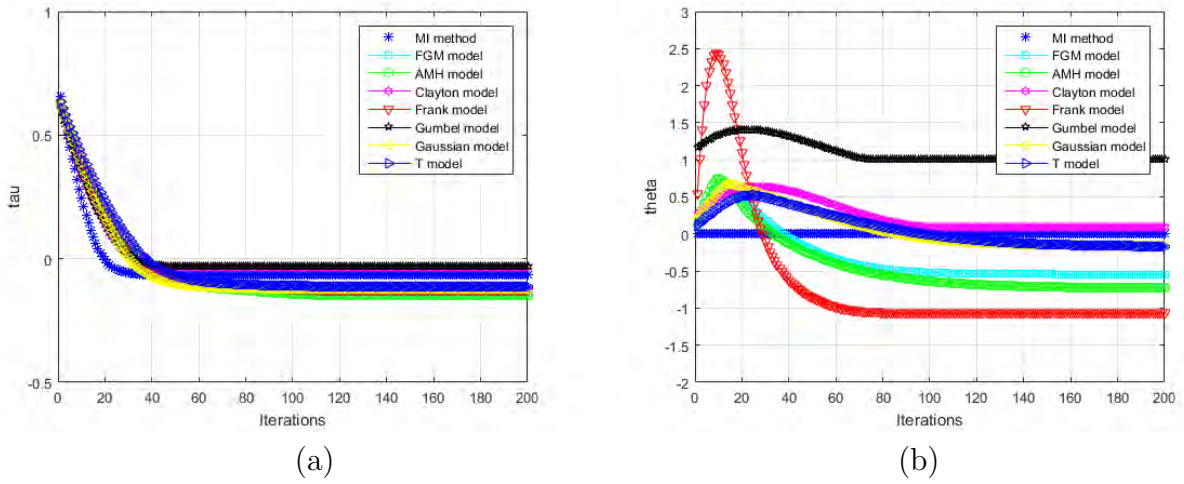 1
0.5
0
-0.5
tau
0 20 40 60 80 100 120 140 160 180 200
Iterations
MI method
FGM model
AMH model
Clayton model
Frank model
Gumbel model
Gaussian model
T model
(a)
3
2.5
2
1.5
1
0.5
0
-0.5
-1
-1.5
-2
theta
0 20 40 60 80 100 120 140 160 180 200
Iterations
MI method
FGM model
AMH model
Clayton model
Frank model
Gumbel model
Gaussian model
T model
(b)